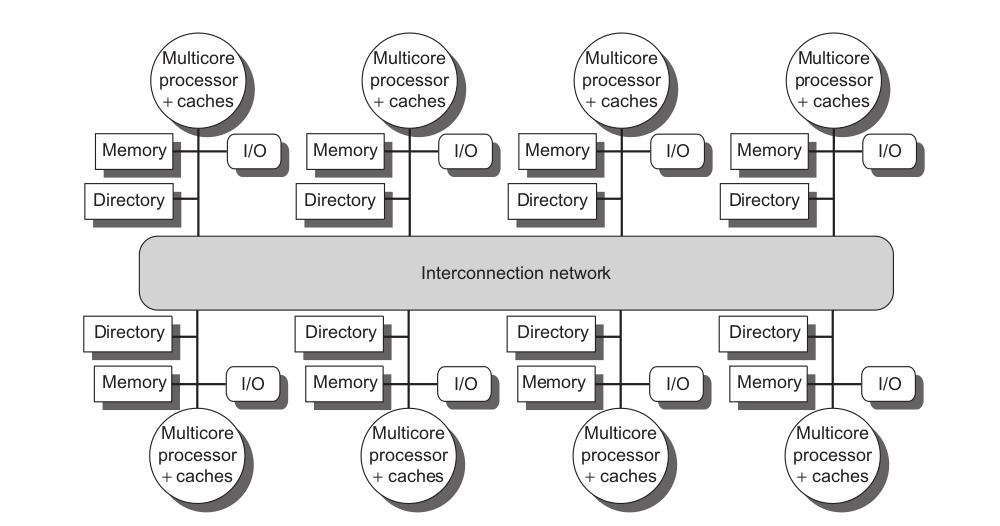 Multicore
processor
+ caches
Multicore
processor
+ caches
Multicore
processor
+ caches
Multicore
processor
+ caches
Memory
I/O
Memory
I/O
Memory
I/O
Memory
I/O
Directory
Directory
Directory
Directory
Interconnection network
Directory
Directory
Directory
Directory
Memory
I/O
Memory
I/O
Memory
I/O
Memory
I/O
Multicore
processor
+ caches
Multicore
processor
+ caches
Multicore
processor
+ caches
Multicore
processor
+ caches